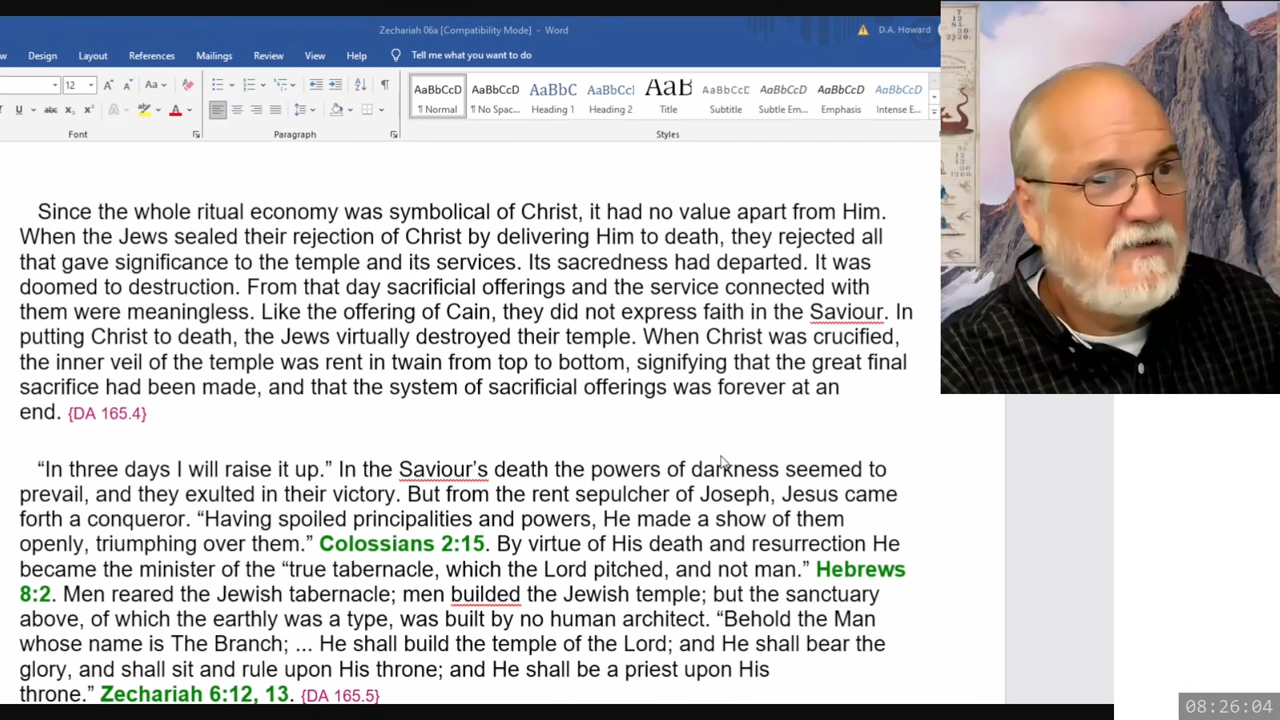 Zechariah 06a [Compatibility Mode] - Word
D.A. Howard
Design Layout References Mailings Review View Help Tell me what you want to do
12 Aa
AaBbCcD AaBbCcD AaBbC AaBbCcl AaB AaBbCcC AaBbCcD AaBbCcD AaBbCcD
¶ Normal ¶ No Spac... Heading 1 Heading 2 Title Subtitle Subtle Em... Emphasis Intense E...
Font Paragraph Styles
Since the whole ritual economy was symbolical of Christ, it had no value apart from Him.
When the Jews sealed their rejection of Christ by delivering Him to death, they rejected all
that gave significance to the temple and its services. Its sacredness had departed. It was
doomed to destruction. From that day sacrificial offerings and the service connected with
them were meaningless. Like the offering of Cain, they did not express faith in the Saviour. In
putting Christ to death, the Jews virtually destroyed their temple. When Christ was crucified,
the inner veil of the temple was rent in twain from top to bottom, signifying that the great final
sacrifice had been made, and that the system of sacrificial offerings was forever at an
end. {DA 165.4}
“In three days I will raise it up.” In the Saviour’s death the powers of darkness seemed to
prevail, and they exulted in their victory. But from the rent sepulcher of Joseph, Jesus came
forth a conqueror. “Having spoiled principalities and powers, He made a show of them
openly, triumphing over them.” Colossians 2:15. By virtue of His death and resurrection He
became the minister of the “true tabernacle, which the Lord pitched, and not man.” Hebrews
8:2. Men reared the Jewish tabernacle; men builded the Jewish temple; but the sanctuary
above, of which the earthly was a type, was built by no human architect. “Behold the Man
whose name is The Branch; ... He shall build the temple of the Lord; and He shall bear the
glory, and shall sit and rule upon His throne; and He shall be a priest upon His
throne.” Zechariah 6:12, 13. {DA 165.5}
08:26:04